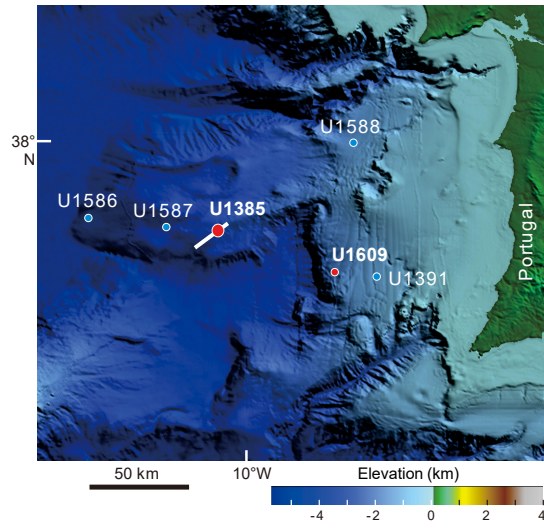 38°
N
U1588
U1586
U1587
U1385
U1609
U1391
Portugal
50 km
10°W
Elevation (km)
-4 -2 0 2 4